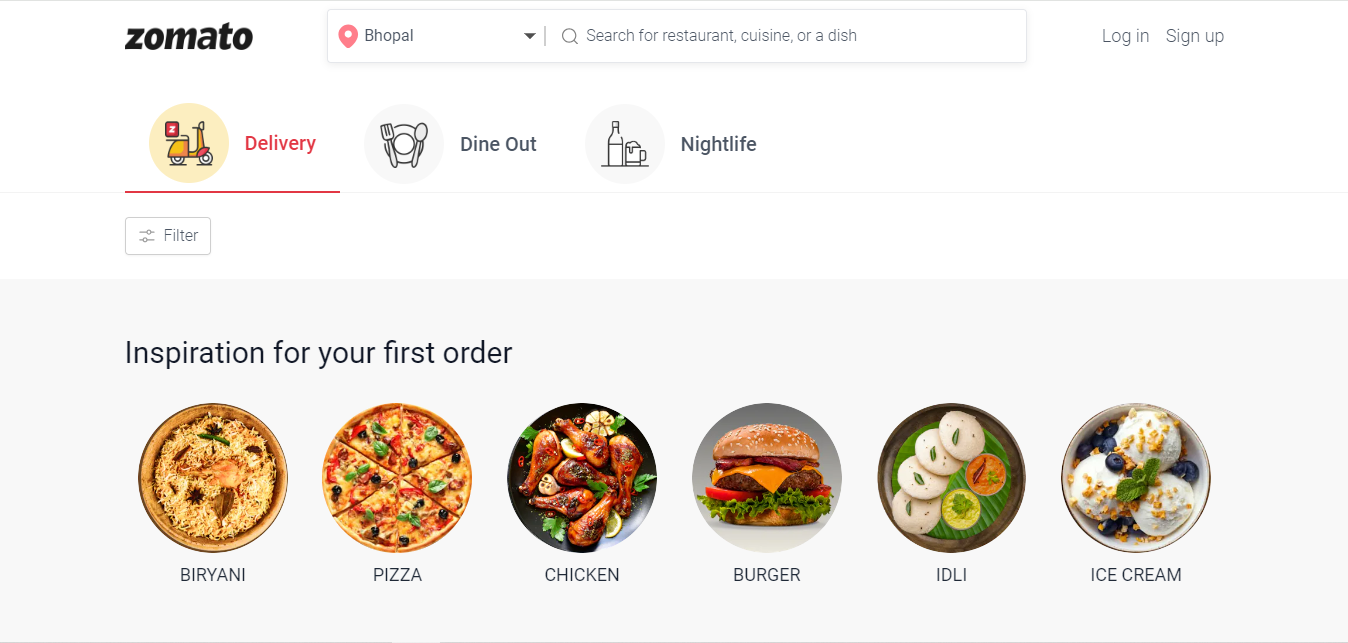 zomato
Bhopal
Search for restaurant, cuisine, or a dish
Log in
Sign up
Z
Delivery
Dine Out
Nightlife
Filter
Inspiration for your first order
BIRYANI
PIZZA
CHICKEN
BURGER
IDLI
ICE CREAM